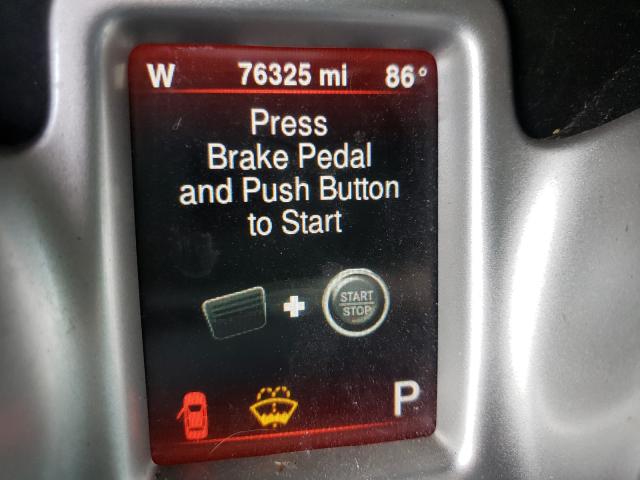 W 76325 mi 86°
Press
Brake Pedal
and Push Button
to Start
START
STOP
P